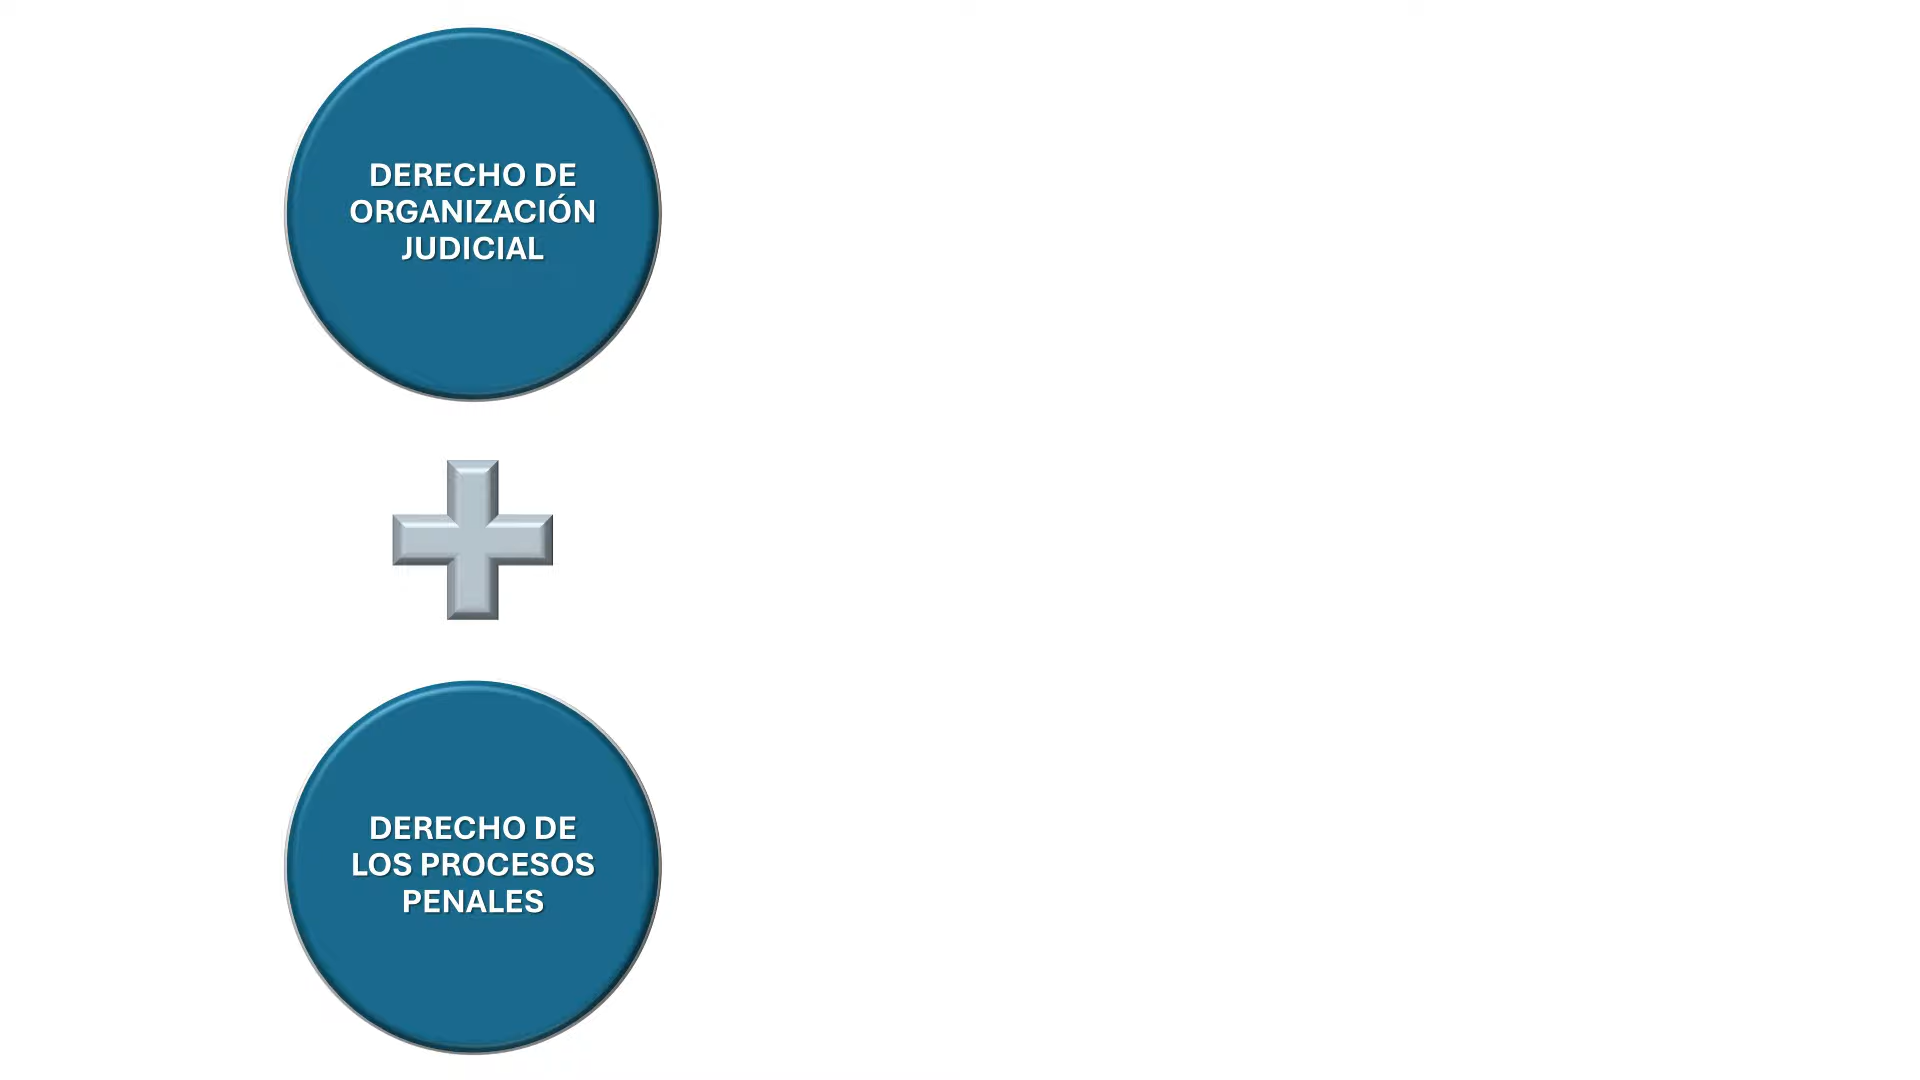 DERECHO DE
ORGANIZACIÓN
JUDICIAL
DERECHO DE
LOS PROCESOS
PENALES